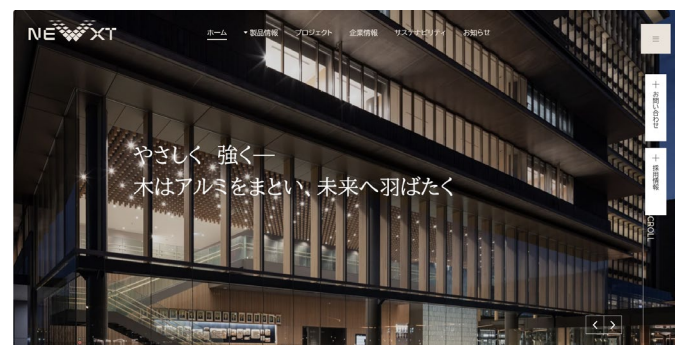 NEWXT
ホーム
製品情報
プロジェクト
企業情報
サステナビリティ
お知らせ
お問い合わせ
採用情報
やさしく 強く―
木はアルミをまとい、未来へ羽ばたく
CROLL